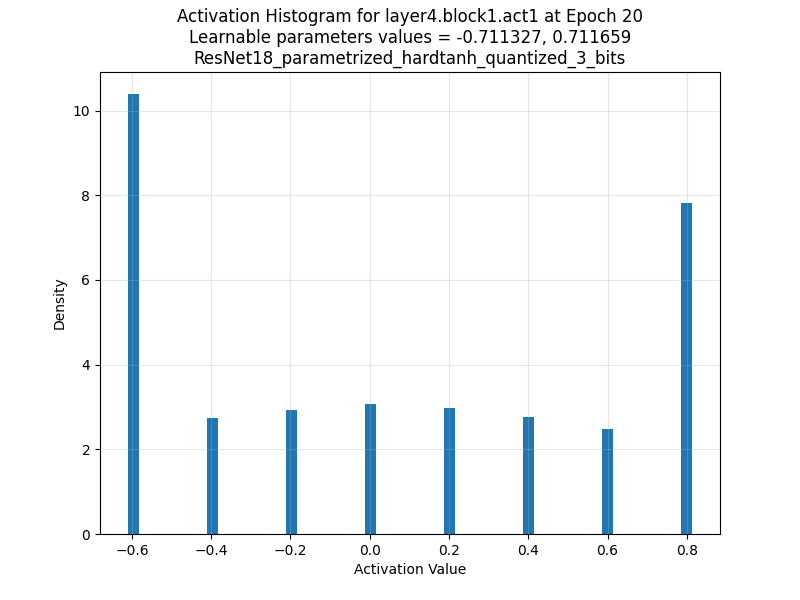 Activation Histogram for layer4.block1.act1 at Epoch 20
Learnable parameters values = -0.711327, 0.711659
ResNet18_parametrized_hardtanh_quantized_3_bits
Density
10
8
6
4
2
0
−0.6 −0.4 −0.2 0.0 0.2 0.4 0.6 0.8
Activation Value